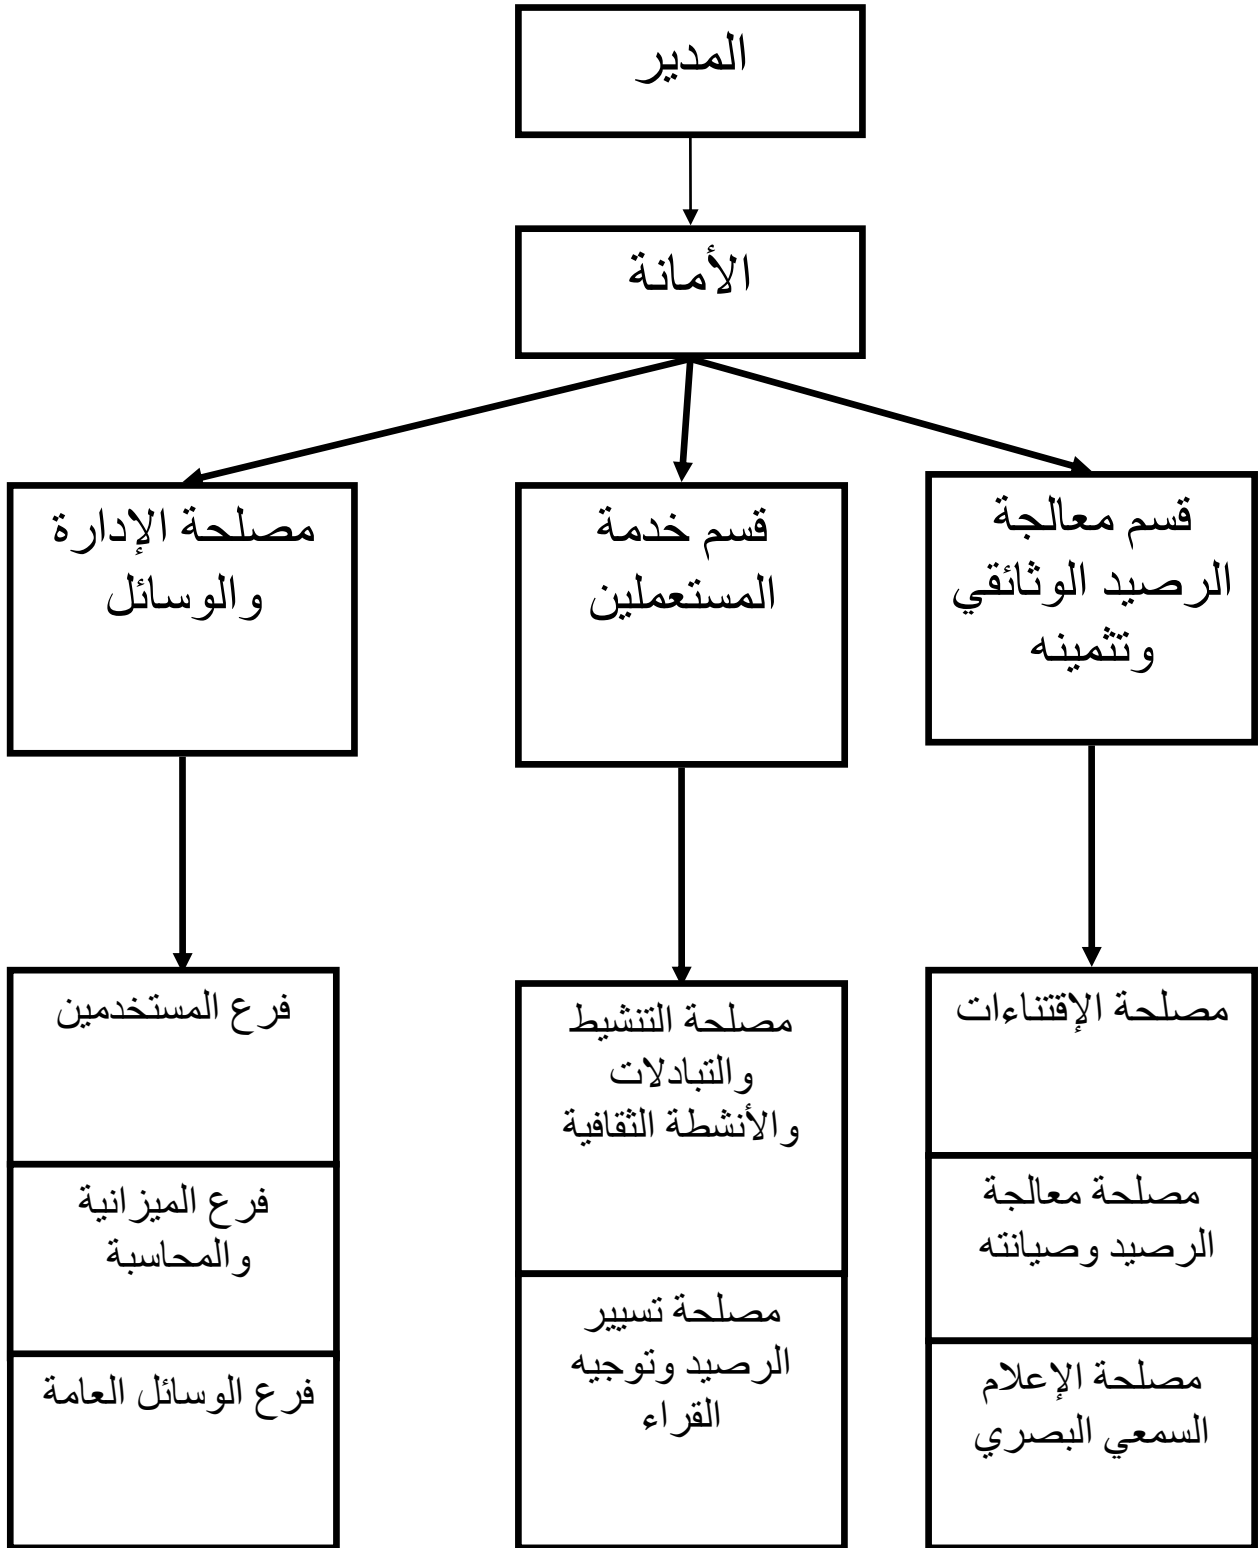 المدير
الأمانة
قسم معالجة
الرصيد الوثائقي
وتثمينه
قسم خدمة
المستعملين
مصلحة الإدارة
والوسائل
مصلحة الإقتناءات
مصلحة معالجة
الرصيد وصيانته
مصلحة الإعلام
السمعي البصري
مصلحة التنشيط
والتبادلات
والأنشطة الثقافية
مصلحة تسيير
الرصيد وتوجيه
القراء
فرع المستخدمين
فرع الميزانية
والمحاسبة
فرع الوسائل العامة